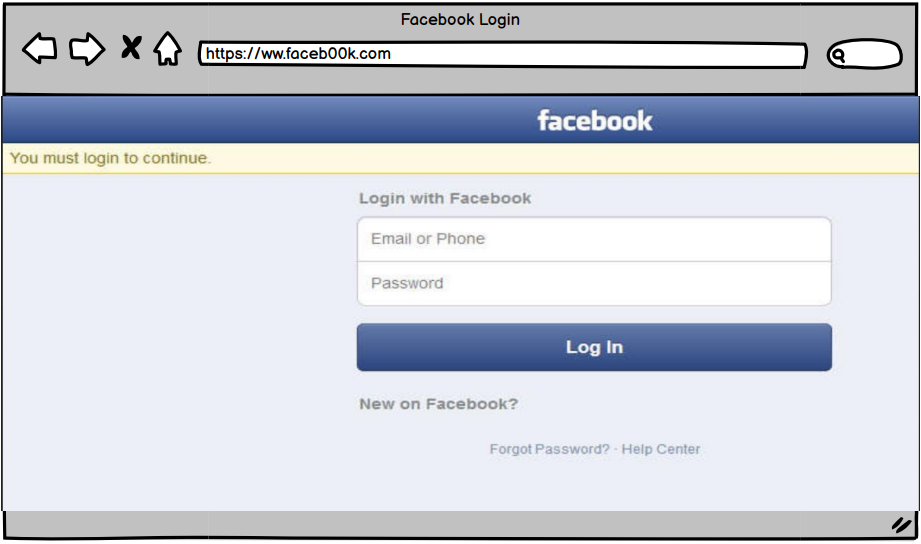 Facebook Login
https://ww.faceb00k.com
facebook
You must login to continue.
Login with Facebook
Email or Phone
Password
Log In
New on Facebook?
Forgot Password? · Help Center